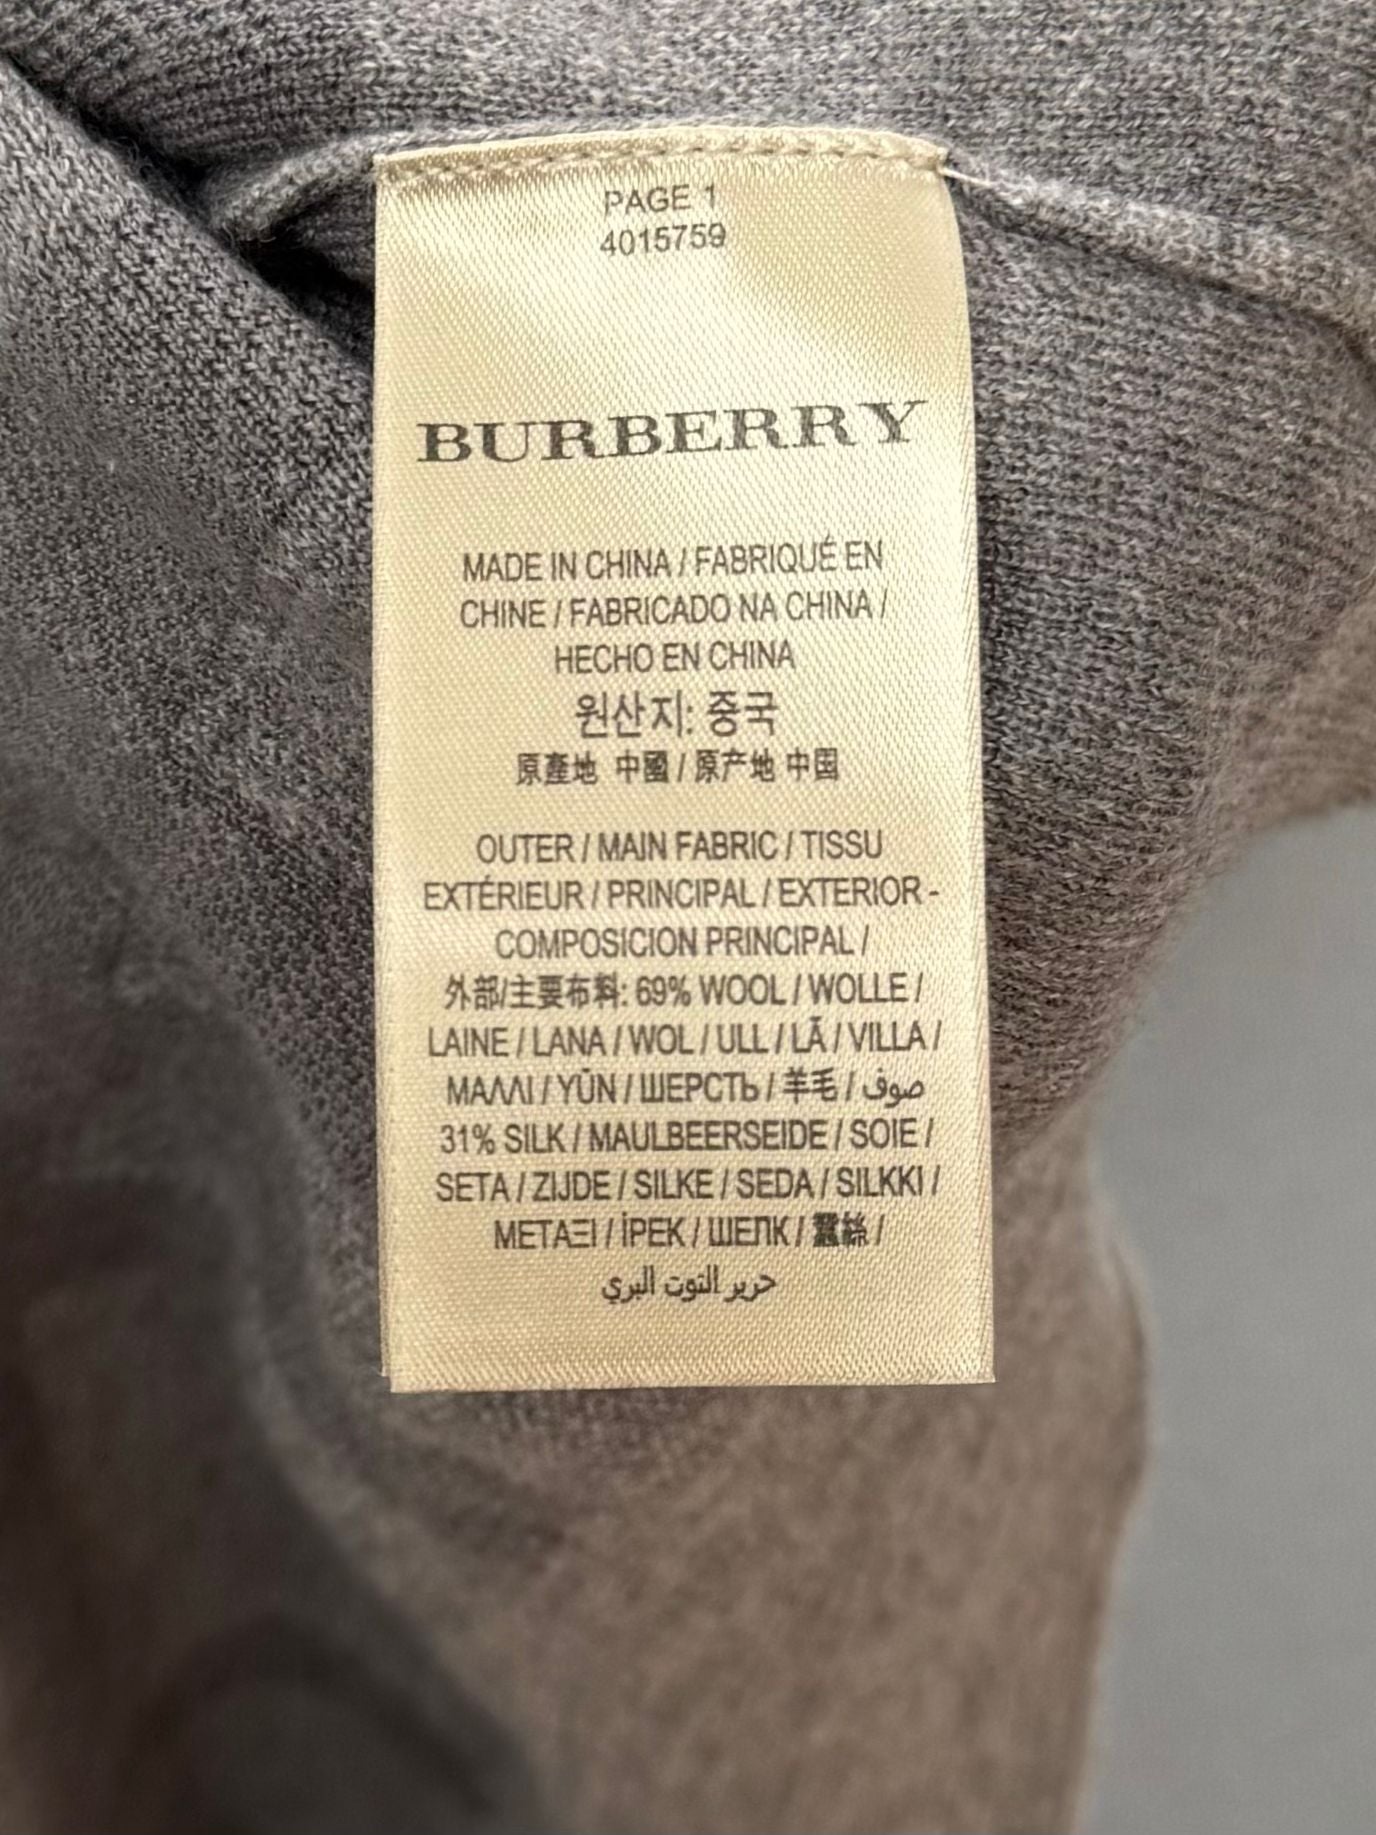 PAGE 1
4015759
BURBERRY
MADE IN CHINA / FABRIQUÉ EN
CHINE / FABRICADO NA CHINA /
HECHO EN CHINA
원산지: 중국
原產地 中國 / 原产地 中国
OUTER / MAIN FABRIC / TISSU
EXTÉRIEUR / PRINCIPAL / EXTERIOR -
COMPOSICION PRINCIPAL /
外部/主要布料: 69% WOOL / WOLLE /
LAINE / LANA / WOL / ULL / LÃ / VILLA /
ΜΑΛΛΙ / YÜN / ШЕРСТЬ / 羊毛 / صوف
31% SILK / MAULBEERSEIDE / SOIE /
SETA / ZIJDE / SILKE / SEDA / SILKKI /
ΜΕΤΑΞΙ / İPEK / ШЕЛК / 蠶絲 /
حرير التوت البري